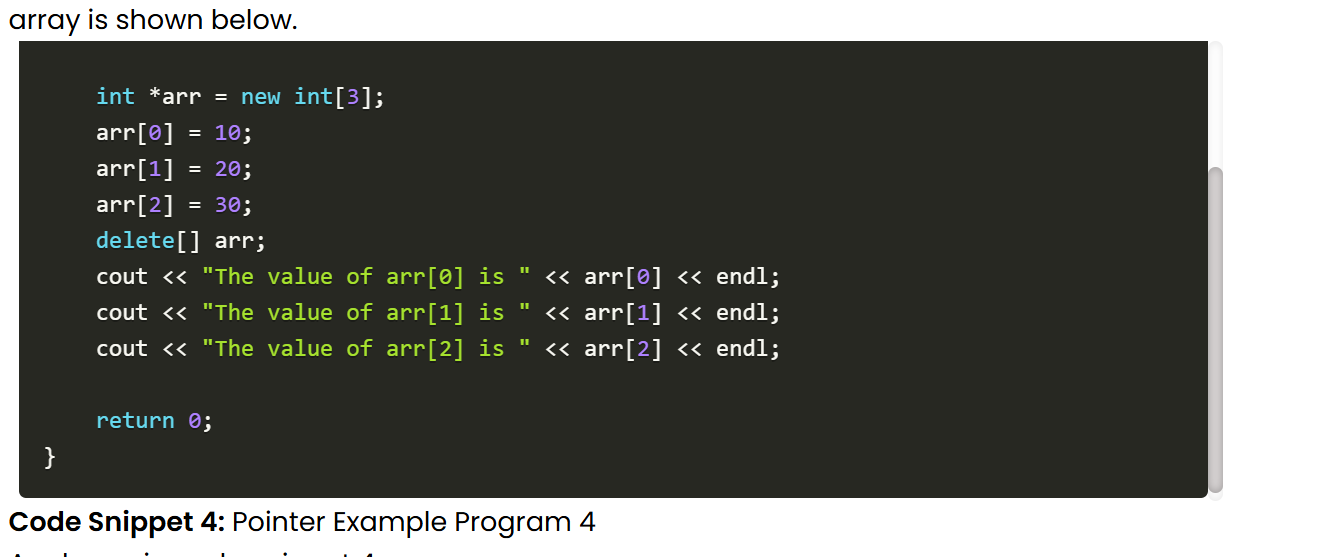 array is shown below.
int *arr = new int[3];
arr[0] = 10;
arr[1] = 20;
arr[2] = 30;
delete[] arr;
cout << "The value of arr[0] is " << arr[0] << endl;
cout << "The value of arr[1] is " << arr[1] << endl;
cout << "The value of arr[2] is " << arr[2] << endl;
return 0;
}
Code Snippet 4: Pointer Example Program 4